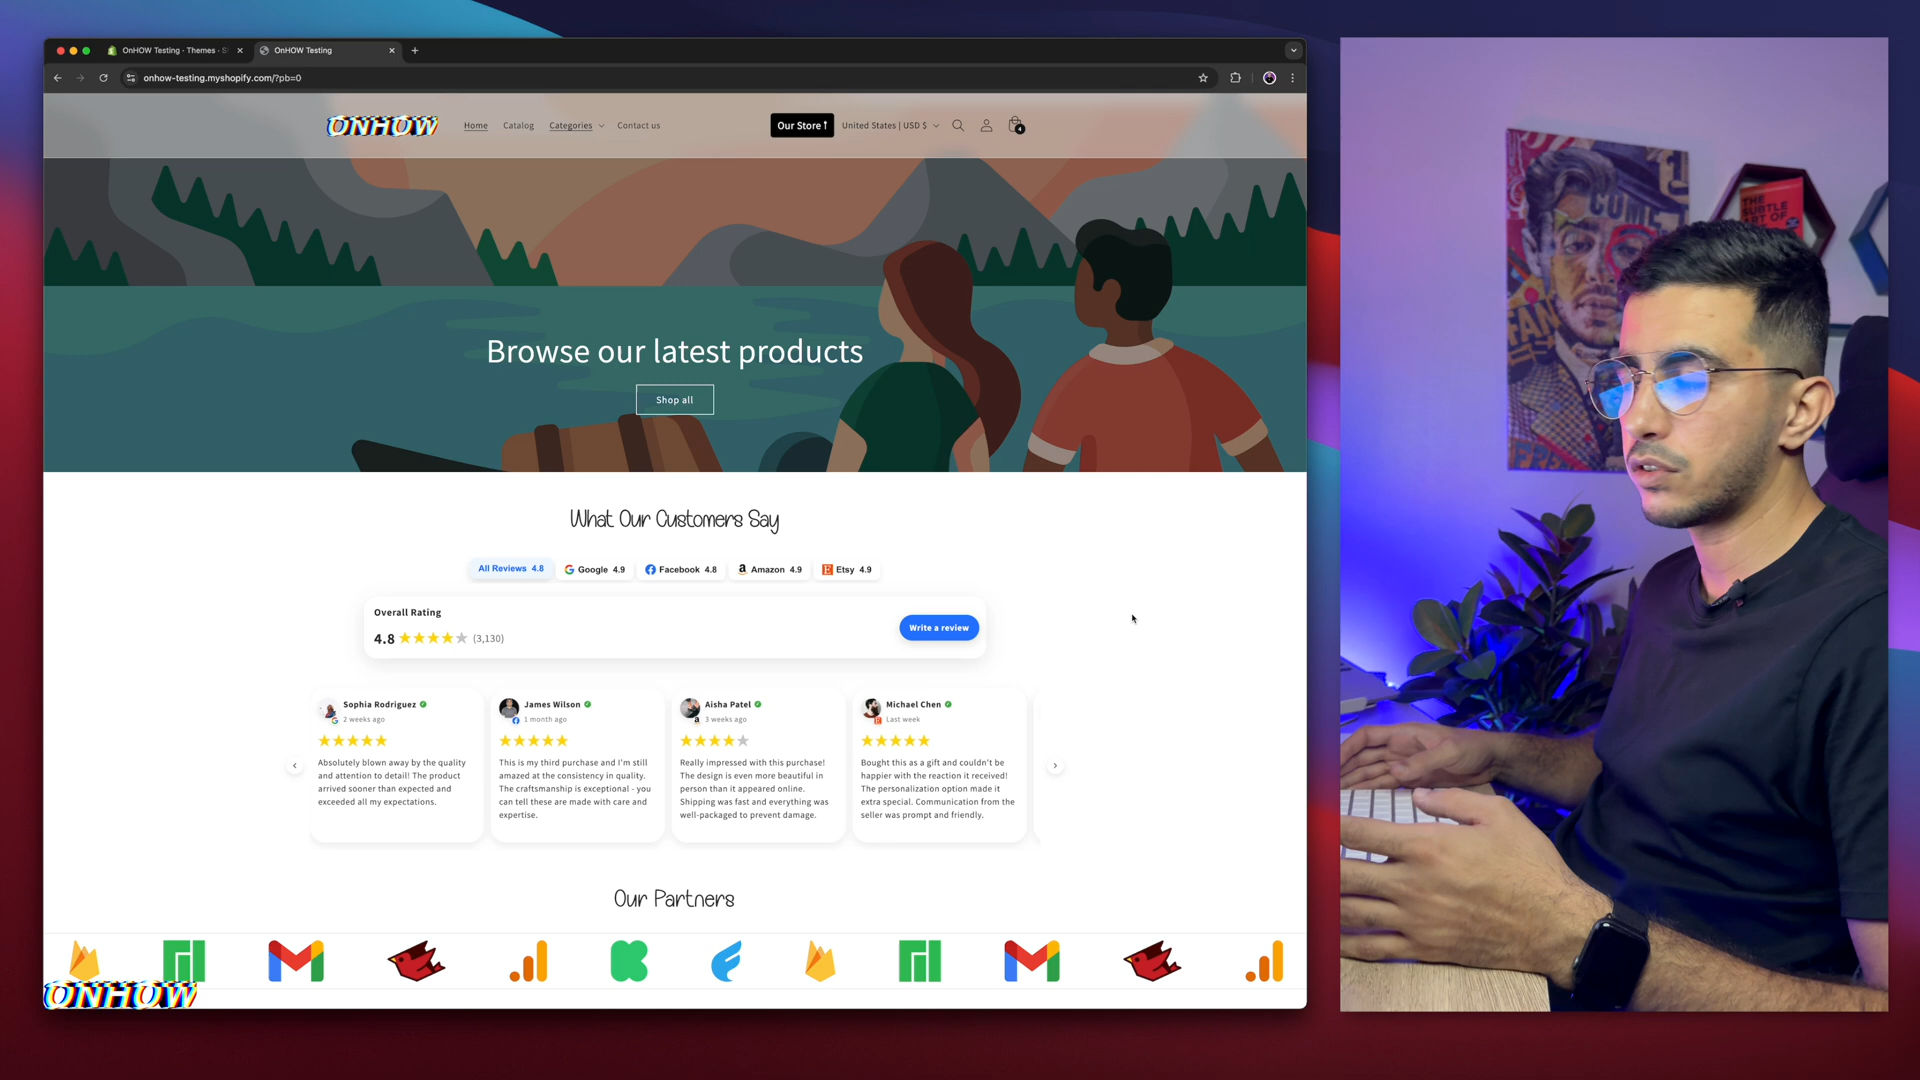 OnHOW Testing · Themes · S
OnHOW Testing
onhow-testing.myshopify.com/?pb=0
ONHOW
Home
Catalog
Categories
Contact us
Our Store
United States | USD $
4
Browse our latest products
Shop all
What Our Customers Say
All Reviews 4.8
Google 4.9
Facebook 4.8
Amazon 4.9
Etsy 4.9
Overall Rating
4.8 ★★★★★ (3,130)
Write a review
Sophia Rodriguez
2 weeks ago
Absolutely blown away by the quality
and attention to detail! The product
arrived sooner than expected and
exceeded all my expectations.
James Wilson
1 month ago
This is my third purchase and I'm still
amazed at the consistency in quality.
The craftsmanship is exceptional - you
can tell these are made with care and
expertise.
Aisha Patel
3 weeks ago
Really impressed with this purchase!
The design is even more beautiful in
person than it appeared online.
Shipping was fast and everything was
well-packaged to prevent damage.
Michael Chen
Last week
Bought this as a gift and couldn't be
happier with the reaction it received!
The personalization option made it
extra special. Communication from the
seller was prompt and friendly.
Our Partners
ONHOW
COME
FAN
THE
SUBTLE
ART OF